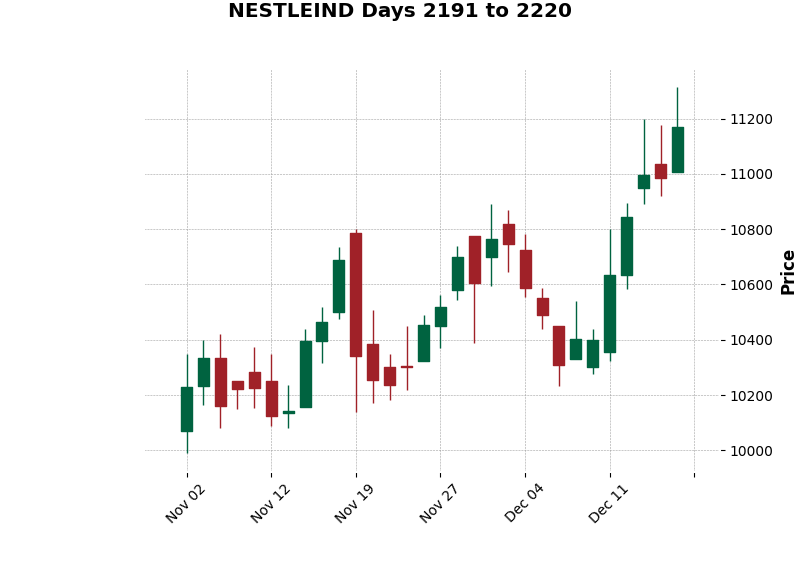 NESTLEIND Days 2191 to 2220
11200
11000
10800
10600
10400
10200
10000
Price
Nov 02
Nov 12
Nov 19
Nov 27
Dec 04
Dec 11